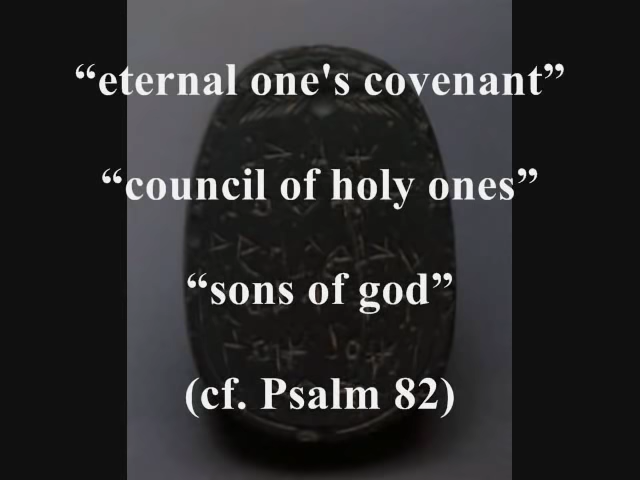 “eternal one's covenant”
“council of holy ones”
“sons of god”
(cf. Psalm 82)